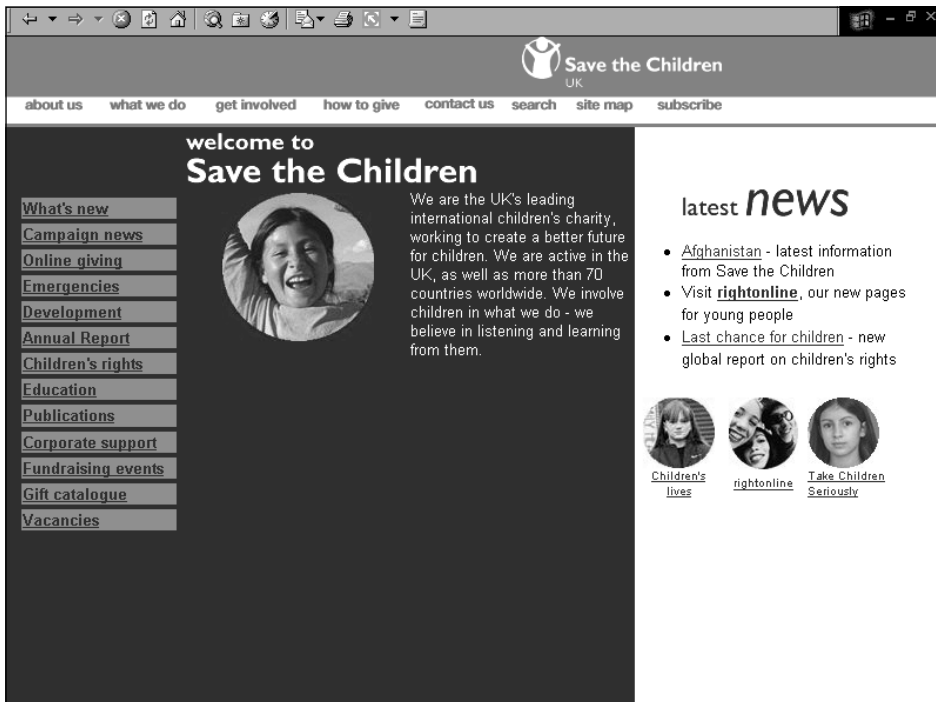 Save the Children
UK
about us what we do get involved how to give contact us search site map subscribe
welcome to
Save the Children
What's new
Campaign news
Online giving
Emergencies
Development
Annual Report
Children's rights
Education
Publications
Corporate support
Fundraising events
Gift catalogue
Vacancies
We are the UK's leading
international children's charity,
working to create a better future
for children. We are active in the
UK, as well as more than 70
countries worldwide. We involve
children in what we do - we
believe in listening and learning
from them.
latest news
• Afghanistan - latest information
from Save the Children
• Visit rightonline, our new pages
for young people
• Last chance for children - new
global report on children's rights
Children's
lives
rightonline
Take Children
Seriously